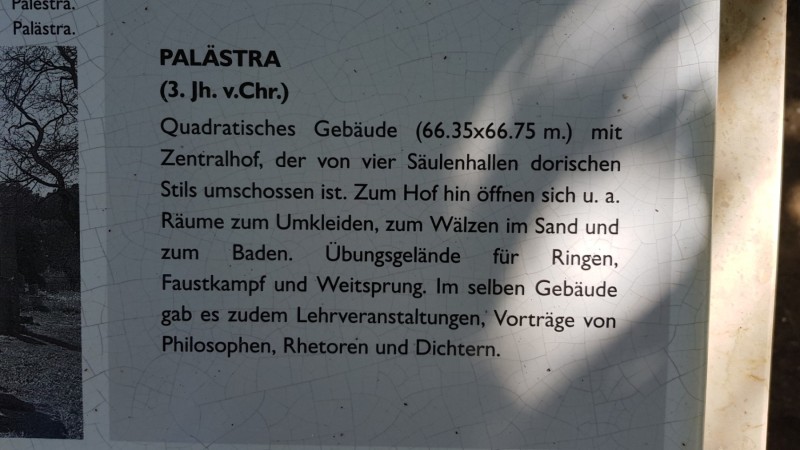 Palestra.
Palästra.
PALÄSTRA
(3. Jh. v.Chr.)
Quadratisches Gebäude (66.35x66.75 m.) mit
Zentralhof, der von vier Säulenhallen dorischen
Stils umschossen ist. Zum Hof hin öffnen sich u. a.
Räume zum Umkleiden, zum Wälzen im Sand und
zum Baden. Übungsgelände für Ringen,
Faustkampf und Weitsprung. Im selben Gebäude
gab es zudem Lehrveranstaltungen, Vorträge von
Philosophen, Rhetoren und Dichtern.